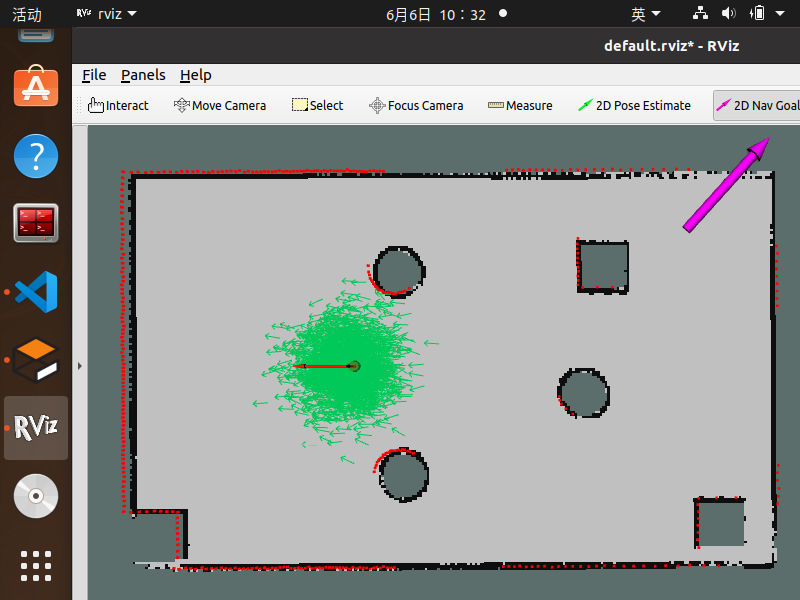 活动 RViz rviz 6月6日 10：32 英
default.rviz* - RViz
File Panels Help
Interact Move Camera Select Focus Camera Measure 2D Pose Estimate 2D Nav Goal
A
?
>_ >_
RViz